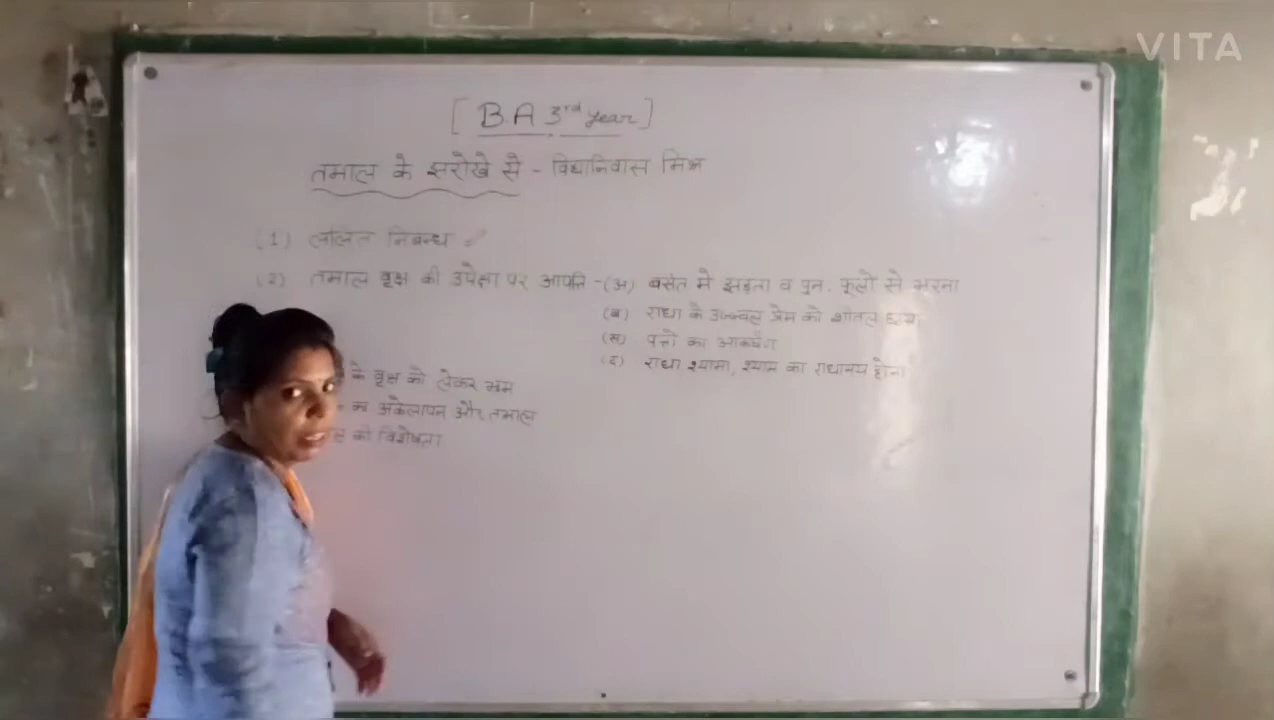 VITA
[B.A 3rd year]
तमाल के झरोखे से - विद्यानिवास मिश्र
(1) ललित निबन्ध
(2) तमाल वृक्ष की उपेक्षा पर आपत्ति - (अ) बसंत मे झड़ता व पुन: फूलो से भरना
(ब) राधा के उज्ज्वल प्रेम को शीतल छाया
(स) पत्तो का आकर्षण
(द) राधा श्यामा, श्याम का राधामय होना
के वृक्ष को लेकर भ्रम
का अकेलापन और तमाल
की विशेषता